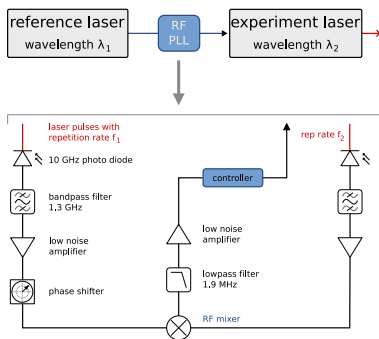 reference laser
wavelength λ1
RF
PLL
experiment laser
wavelength λ2
laser pulses with
repetition rate f1
rep rate f2
10 GHz photo diode
controller
bandpass filter
1,3 GHz
low noise
amplifier
low noise
amplifier
lowpass filter
1,9 MHz
phase shifter
RF mixer